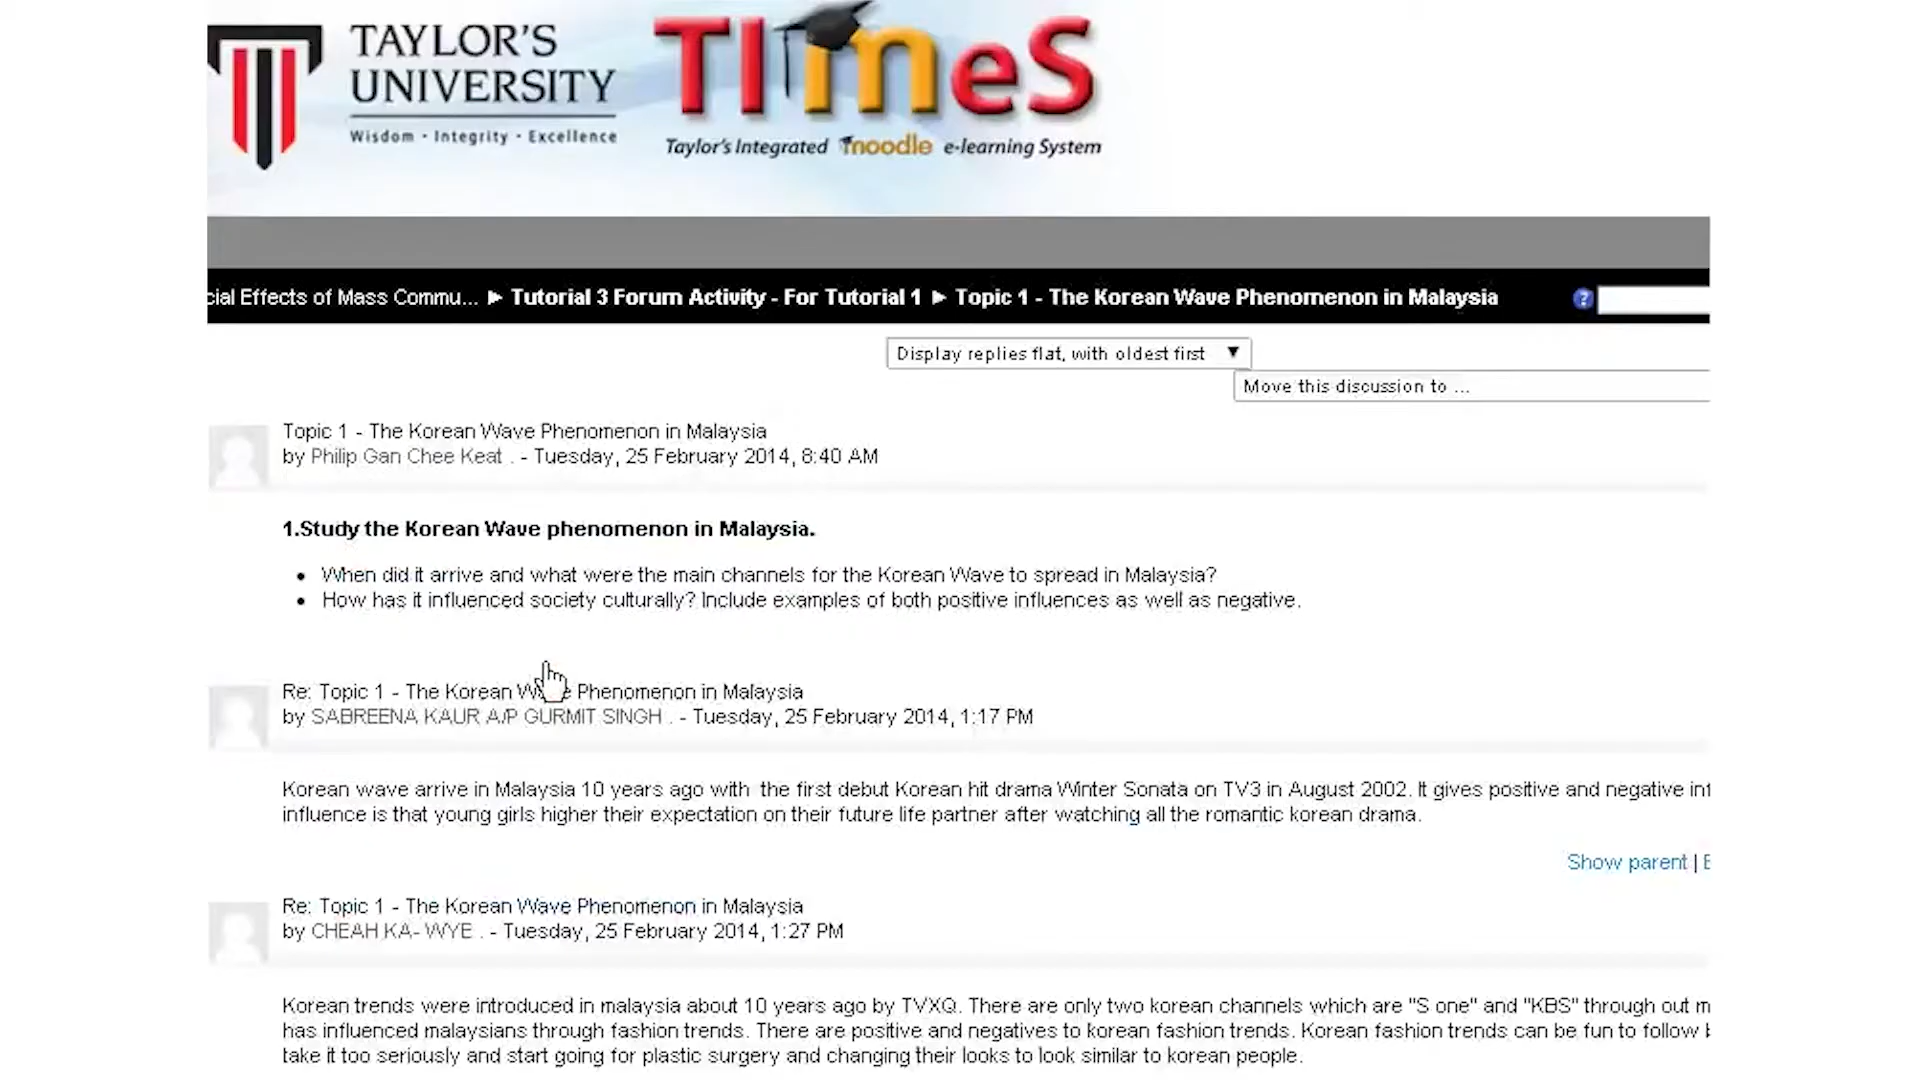 TAYLOR'S
UNIVERSITY
Wisdom · Integrity · Excellence
TImeS
Taylor's Integrated moodle e-learning System
cial Effects of Mass Commu... ► Tutorial 3 Forum Activity - For Tutorial 1 ► Topic 1 - The Korean Wave Phenomenon in Malaysia
?
Display replies flat, with oldest first ▼
Move this discussion to ...
Topic 1 - The Korean Wave Phenomenon in Malaysia
by Philip Gan Chee Keat . - Tuesday, 25 February 2014, 8:40 AM
1.Study the Korean Wave phenomenon in Malaysia.
• When did it arrive and what were the main channels for the Korean Wave to spread in Malaysia?
• How has it influenced society culturally? Include examples of both positive influences as well as negative.
Re: Topic 1 - The Korean Wave Phenomenon in Malaysia
by SABREENA KAUR A/P GURMIT SINGH . - Tuesday, 25 February 2014, 1:17 PM
Korean wave arrive in Malaysia 10 years ago with the first debut Korean hit drama Winter Sonata on TV3 in August 2002. It gives positive and negative
influence is that young girls higher their expectation on their future life partner after watching all the romantic korean drama.
Show parent |
Re: Topic 1 - The Korean Wave Phenomenon in Malaysia
by CHEAH KA- WYE . - Tuesday, 25 February 2014, 1:27 PM
Korean trends were introduced in malaysia about 10 years ago by TVXQ. There are only two korean channels which are "S one" and "KBS" through out
has influenced malaysians through fashion trends. There are positive and negatives to korean fashion trends. Korean fashion trends can be fun to follow
take it too seriously and start going for plastic surgery and changing their looks to look similar to korean people.